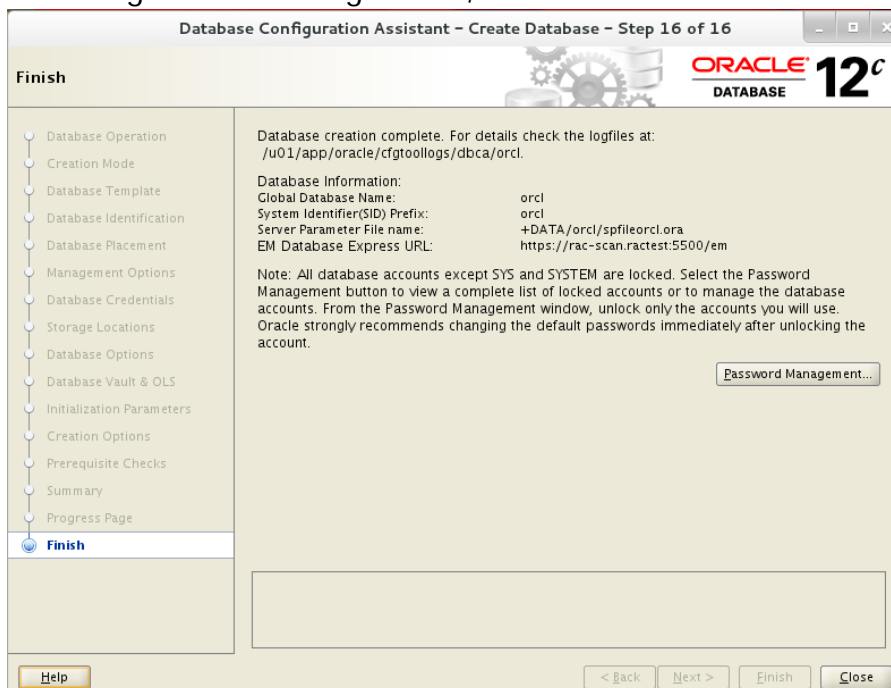 Database Configuration Assistant - Create Database - Step 16 of 16
Finish
ORACLE
DATABASE
12c
Database Operation
Creation Mode
Database Template
Database Identification
Database Placement
Management Options
Database Credentials
Storage Locations
Database Options
Database Vault & OLS
Initialization Parameters
Creation Options
Prerequisite Checks
Summary
Progress Page
Finish
Database creation complete. For details check the logfiles at:
/u01/app/oracle/cfgtoollogs/dbca/orcl.
Database Information:
Global Database Name: orcl
System Identifier(SID) Prefix: orcl
Server Parameter File name: +DATA/orcl/spfileorcl.ora
EM Database Express URL: https://rac-scan.ractest:5500/em
Note: All database accounts except SYS and SYSTEM are locked. Select the Password
Management button to view a complete list of locked accounts or to manage the database
accounts. From the Password Management window, unlock only the accounts you will use.
Oracle strongly recommends changing the default passwords immediately after unlocking the
account.
Password Management...
Help
< Back
Next >
Finish
Close